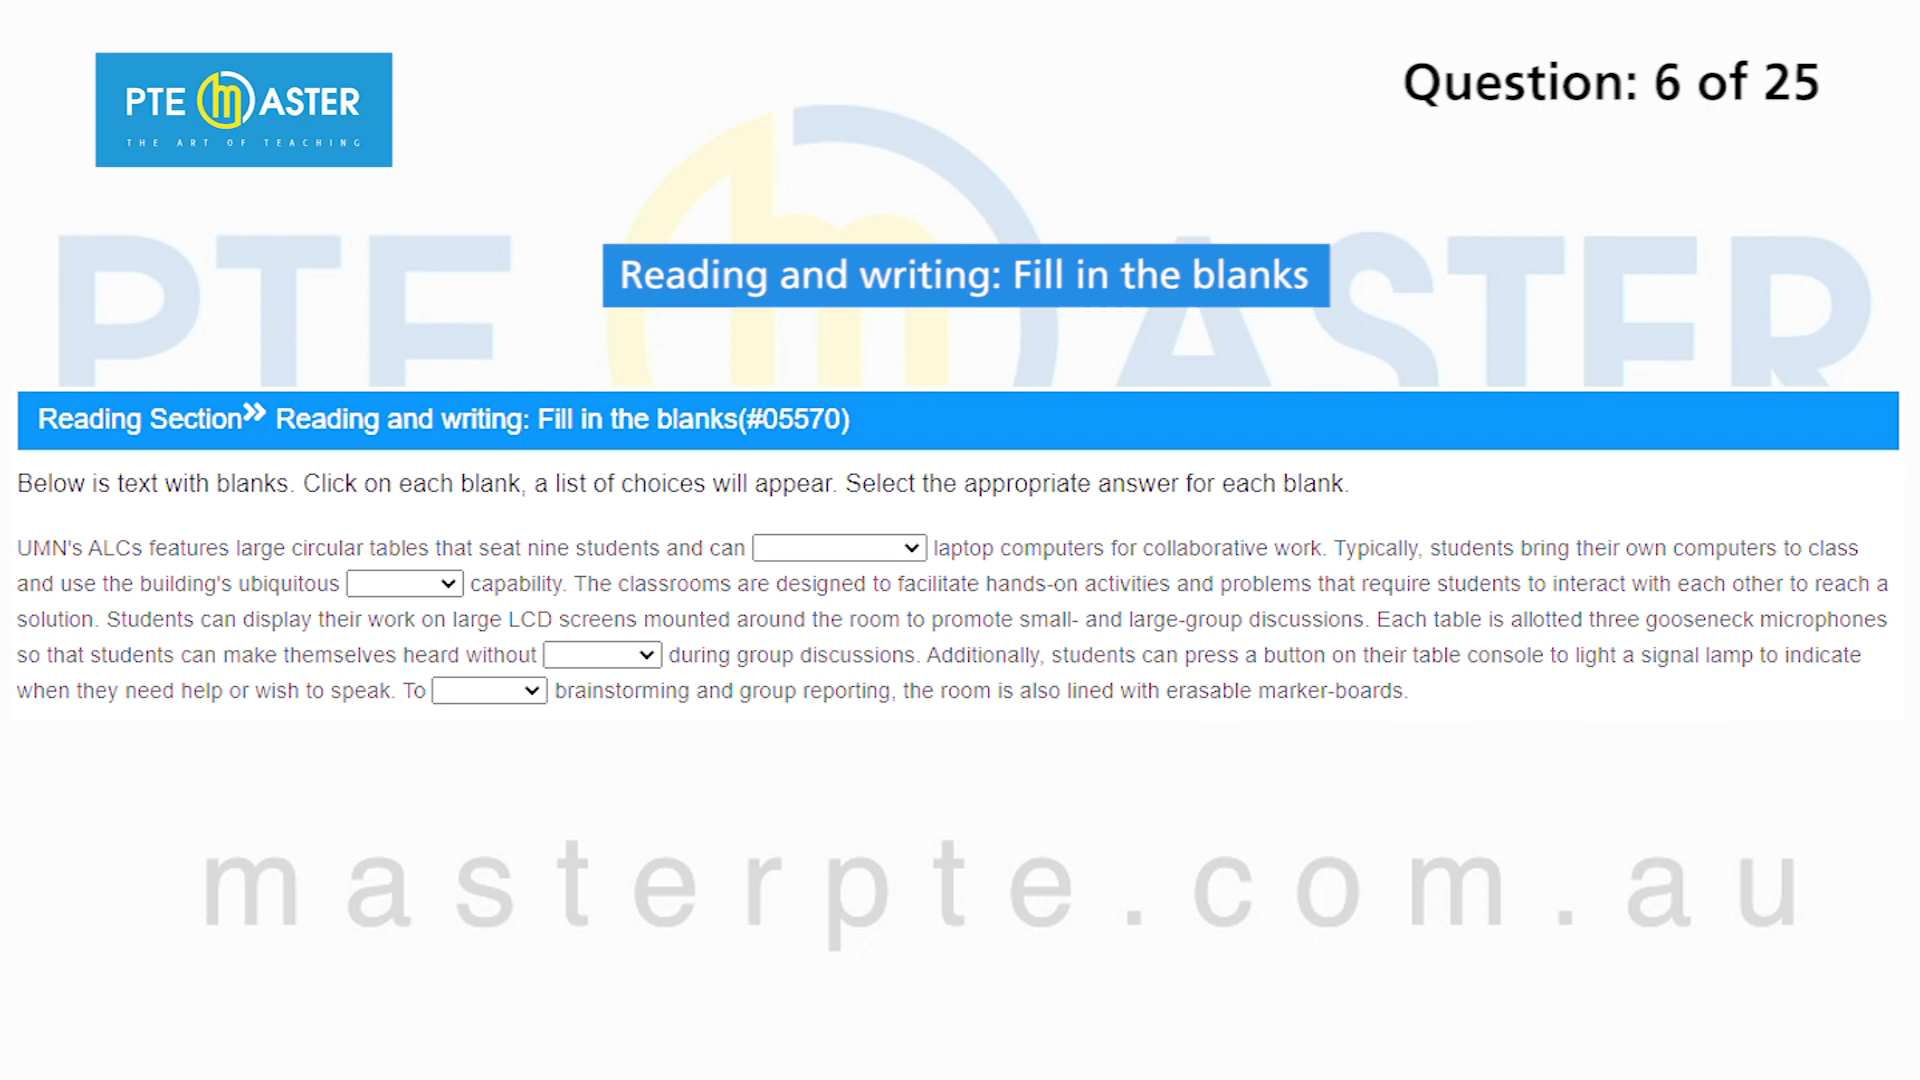 PTE MASTER
THE ART OF TEACHING
Question: 6 of 25
PTE MASTER
Reading and writing: Fill in the blanks
Reading Section» Reading and writing: Fill in the blanks(#05570)
Below is text with blanks. Click on each blank, a list of choices will appear. Select the appropriate answer for each blank.
UMN's ALCs features large circular tables that seat nine students and can laptop computers for collaborative work. Typically, students bring their own computers to class
and use the building's ubiquitous capability. The classrooms are designed to facilitate hands-on activities and problems that require students to interact with each other to reach a
solution. Students can display their work on large LCD screens mounted around the room to promote small- and large-group discussions. Each table is allotted three gooseneck microphones
so that students can make themselves heard without during group discussions. Additionally, students can press a button on their table console to light a signal lamp to indicate
when they need help or wish to speak. To brainstorming and group reporting, the room is also lined with erasable marker-boards.
masterpte.com.au